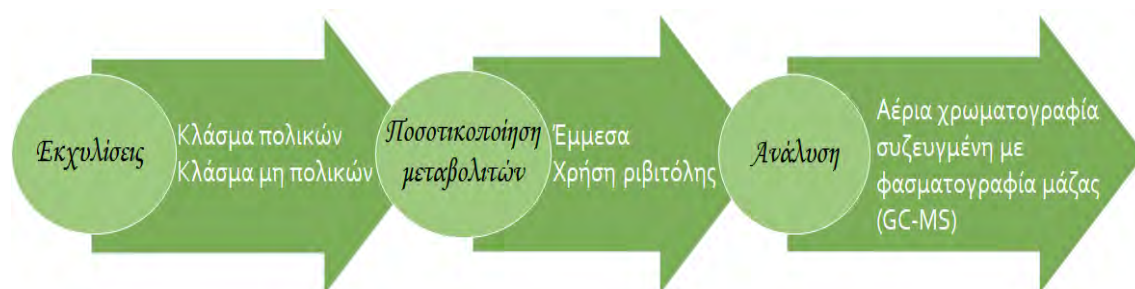 Εκχυλίσεις
Κλάσμα πολικών
Κλάσμα μη πολικών
Ποσοτικοποίηση
μεταβολιτών
Έμμεσα
Χρήση ριβιτόλης
Ανάλυση
Αέρια χρωματογραφία
συζευγμένη με
φασματογραφία μάζας
(GC-MS)